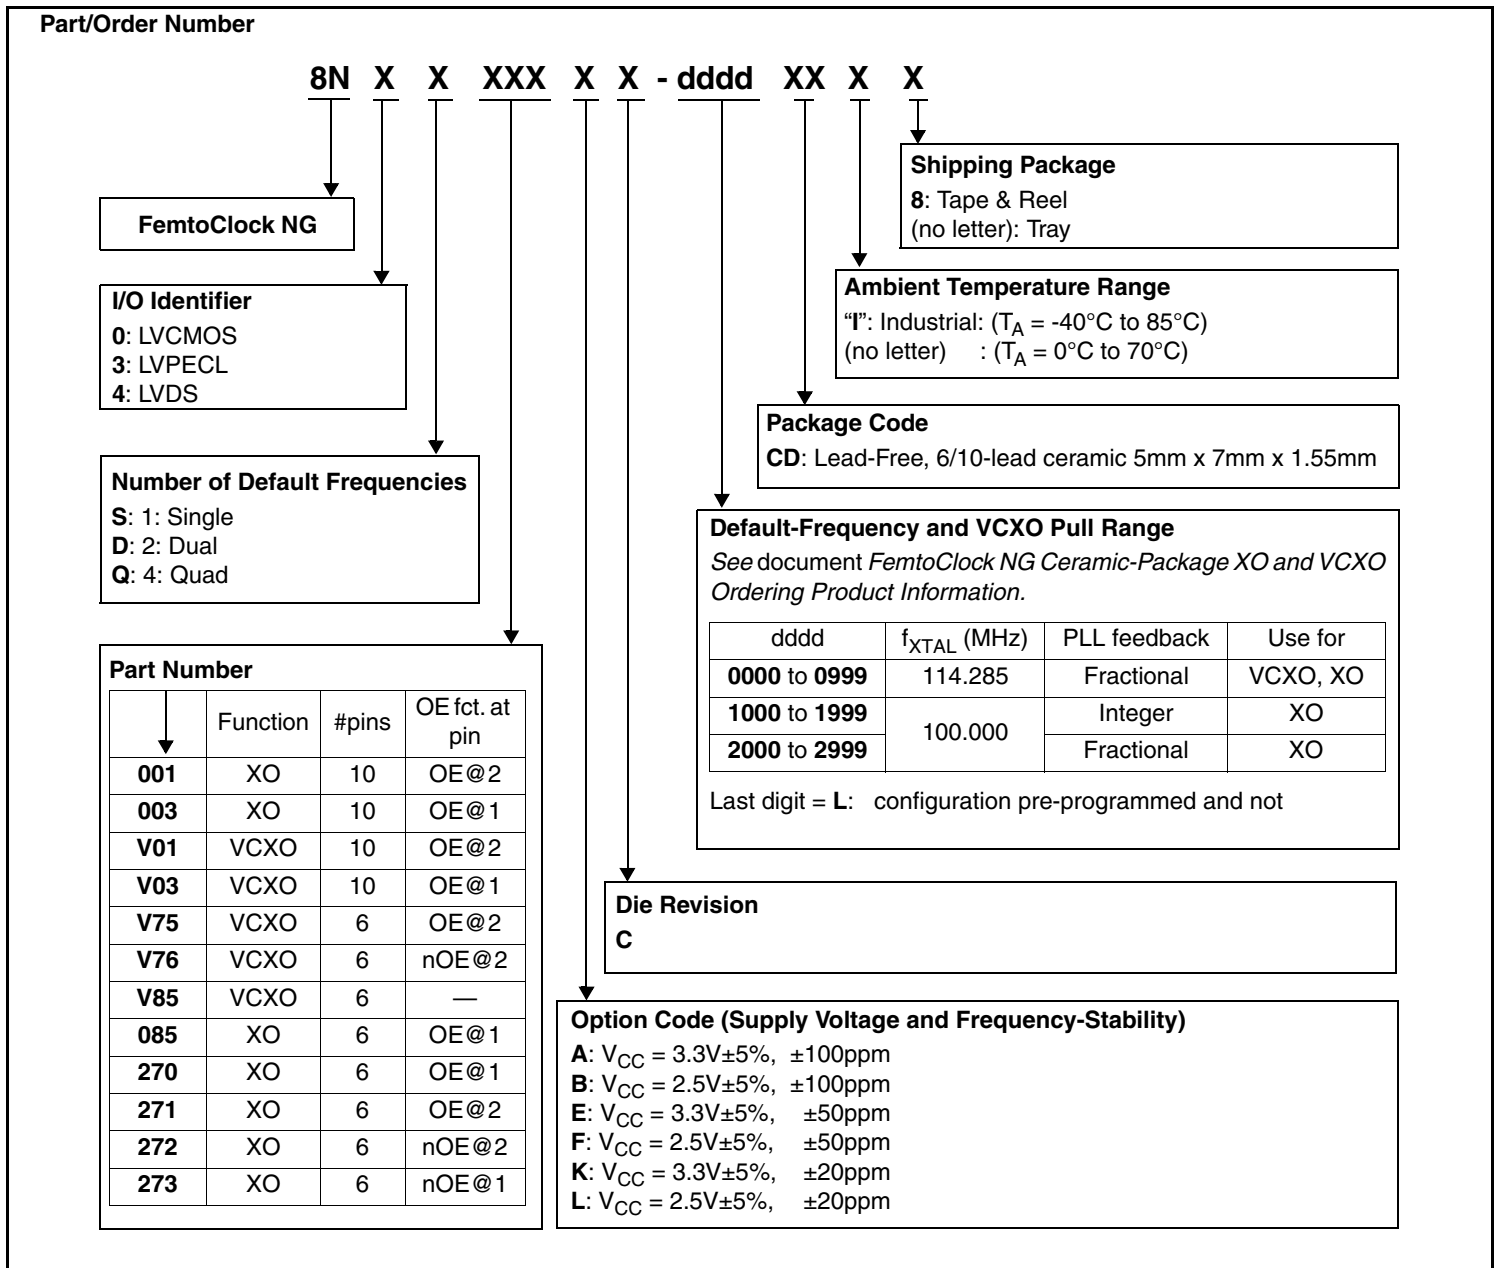 Part/Order Number
8N X X XXX X X - dddd XX X X
Shipping Package
8: Tape & Reel
(no letter): Tray
FemtoClock NG
Ambient Temperature Range
“I”: Industrial: (TA = -40°C to 85°C)
(no letter) : (TA = 0°C to 70°C)
I/O Identifier
0: LVCMOS
3: LVPECL
4: LVDS
Package Code
CD: Lead-Free, 6/10-lead ceramic 5mm x 7mm x 1.55mm
Number of Default Frequencies
S: 1: Single
D: 2: Dual
Q: 4: Quad
Default-Frequency and VCXO Pull Range
See document FemtoClock NG Ceramic-Package XO and VCXO
Ordering Product Information.
dddd fXTAL (MHz) PLL feedback Use for
0000 to 0999 114.285 Fractional VCXO, XO
1000 to 1999 100.000 Integer XO
2000 to 2999 Fractional XO
Last digit = L: configuration pre-programmed and not
Part Number
Function #pins OE fct. at
pin
001 XO 10 OE@2
003 XO 10 OE@1
V01 VCXO 10 OE@2
V03 VCXO 10 OE@1
V75 VCXO 6 OE@2
V76 VCXO 6 nOE@2
V85 VCXO 6 —
085 XO 6 OE@1
270 XO 6 OE@1
271 XO 6 OE@2
272 XO 6 nOE@2
273 XO 6 nOE@1
Die Revision
C
Option Code (Supply Voltage and Frequency-Stability)
A: VCC = 3.3V±5%, ±100ppm
B: VCC = 2.5V±5%, ±100ppm
E: VCC = 3.3V±5%, ±50ppm
F: VCC = 2.5V±5%, ±50ppm
K: VCC = 3.3V±5%, ±20ppm
L: VCC = 2.5V±5%, ±20ppm